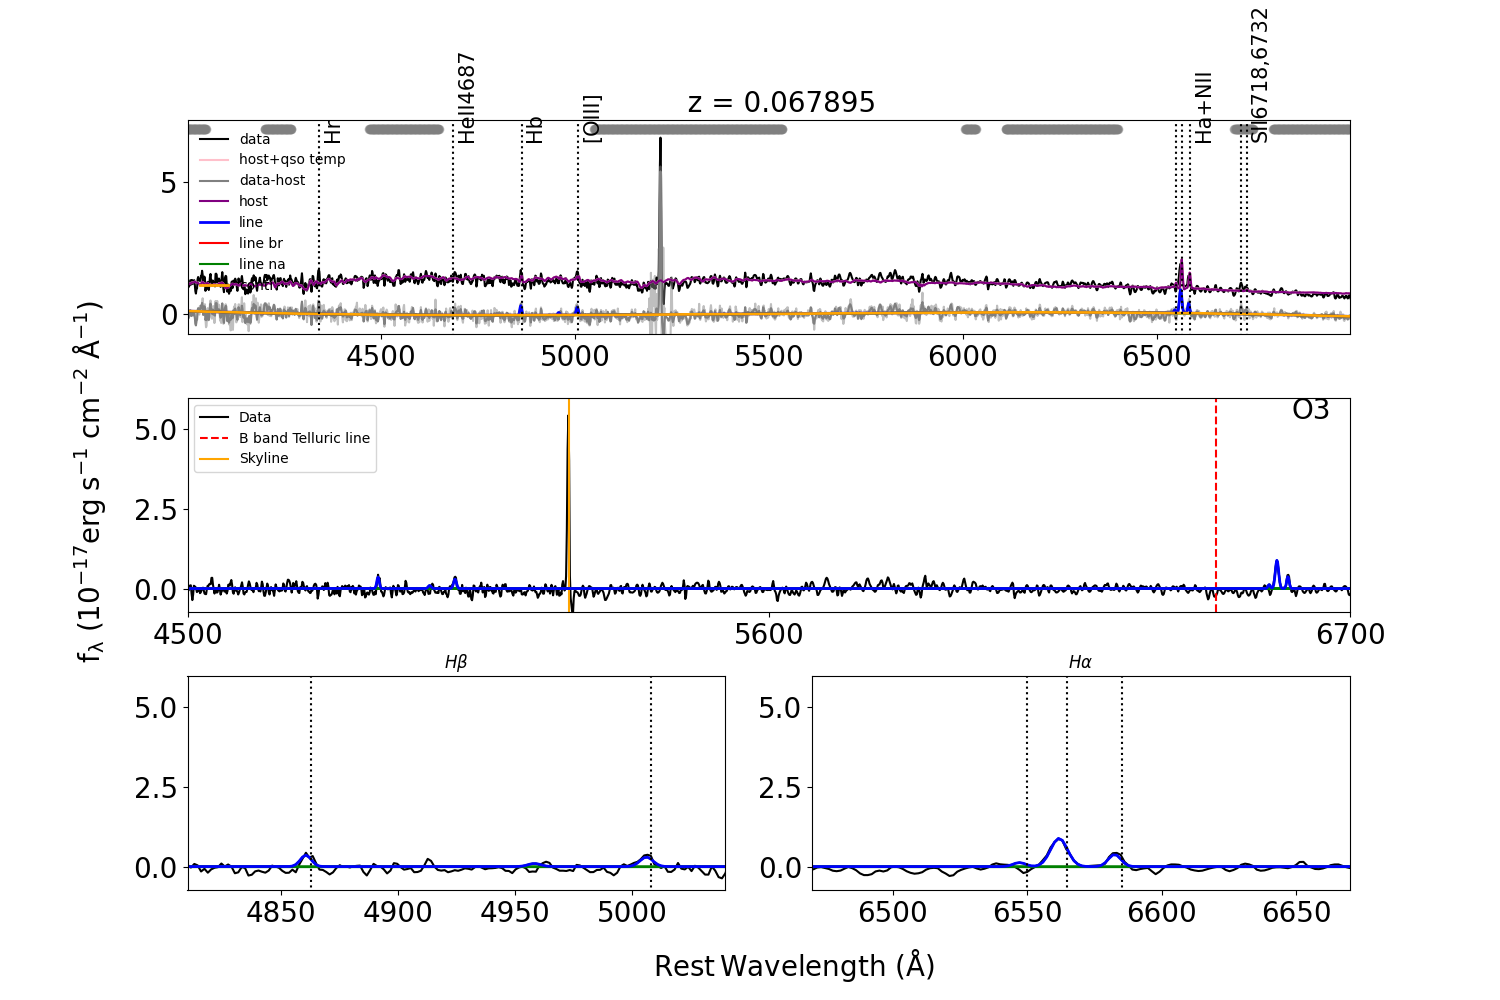 z = 0.067895
Hr
HeII4687
Hb
[OIII]
Ha+NII
SII6718,6732
data
host+qso temp
data-host
host
line
line br
line na
5
0
4500
5000
5500
6000
6500
fλ (10−17erg s−1 cm−2 Å−1)
Data
B band Telluric line
Skyline
O3
5.0
2.5
0.0
4500
5600
6700
Hβ
5.0
2.5
0.0
4850
4900
4950
5000
Hα
5.0
2.5
0.0
6500
6550
6600
6650
Rest Wavelength (Å)